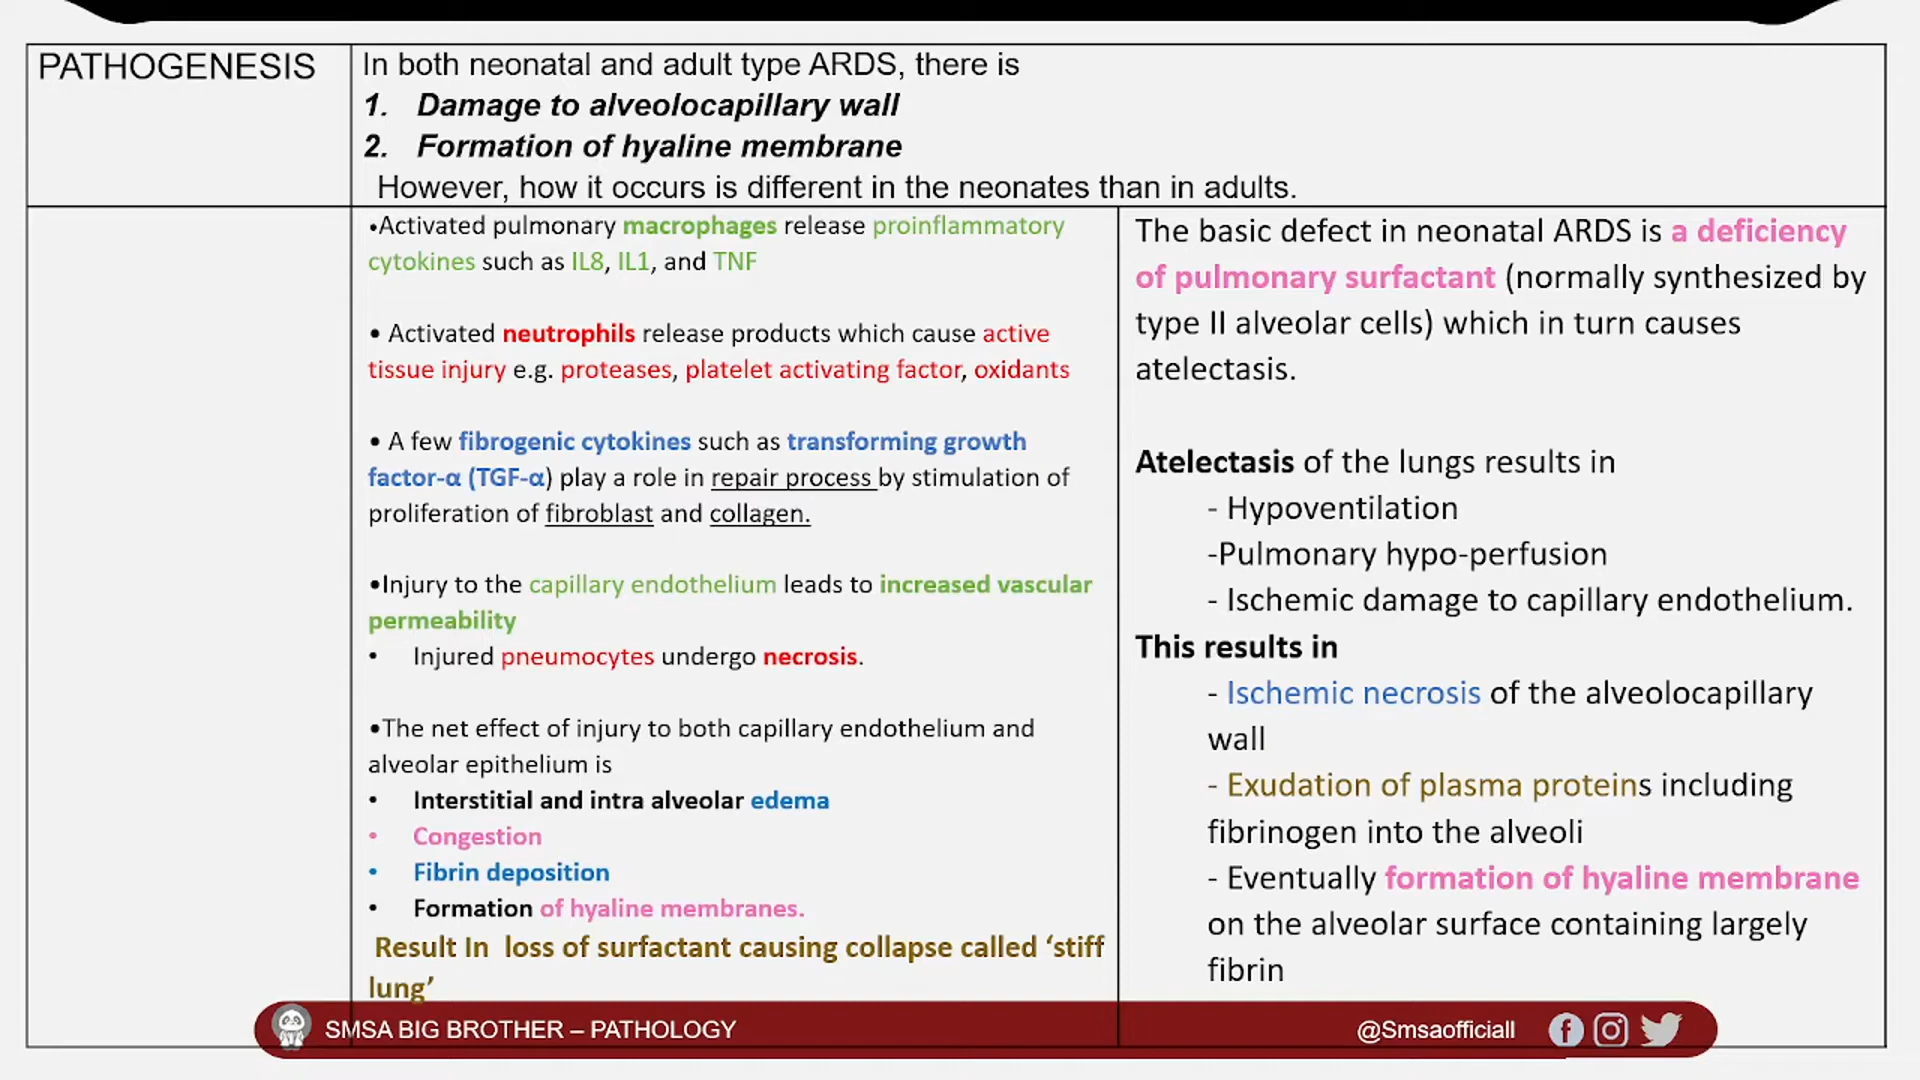 PATHOGENESIS
In both neonatal and adult type ARDS, there is
1. Damage to alveolocapillary wall
2. Formation of hyaline membrane
However, how it occurs is different in the neonates than in adults.
•Activated pulmonary macrophages release proinflammatory
cytokines such as IL8, IL1, and TNF
• Activated neutrophils release products which cause active
tissue injury e.g. proteases, platelet activating factor, oxidants
• A few fibrogenic cytokines such as transforming growth
factor-α (TGF-α) play a role in repair process by stimulation of
proliferation of fibroblast and collagen.
•Injury to the capillary endothelium leads to increased vascular
permeability
• Injured pneumocytes undergo necrosis.
•The net effect of injury to both capillary endothelium and
alveolar epithelium is
• Interstitial and intra alveolar edema
• Congestion
• Fibrin deposition
• Formation of hyaline membranes.
Result In loss of surfactant causing collapse called ‘stiff
lung’
The basic defect in neonatal ARDS is a deficiency
of pulmonary surfactant (normally synthesized by
type II alveolar cells) which in turn causes
atelectasis.
Atelectasis of the lungs results in
- Hypoventilation
-Pulmonary hypo-perfusion
- Ischemic damage to capillary endothelium.
This results in
- Ischemic necrosis of the alveolocapillary
wall
- Exudation of plasma proteins including
fibrinogen into the alveoli
- Eventually formation of hyaline membrane
on the alveolar surface containing largely
fibrin
SMSA BIG BROTHER – PATHOLOGY
@Smsaofficiall